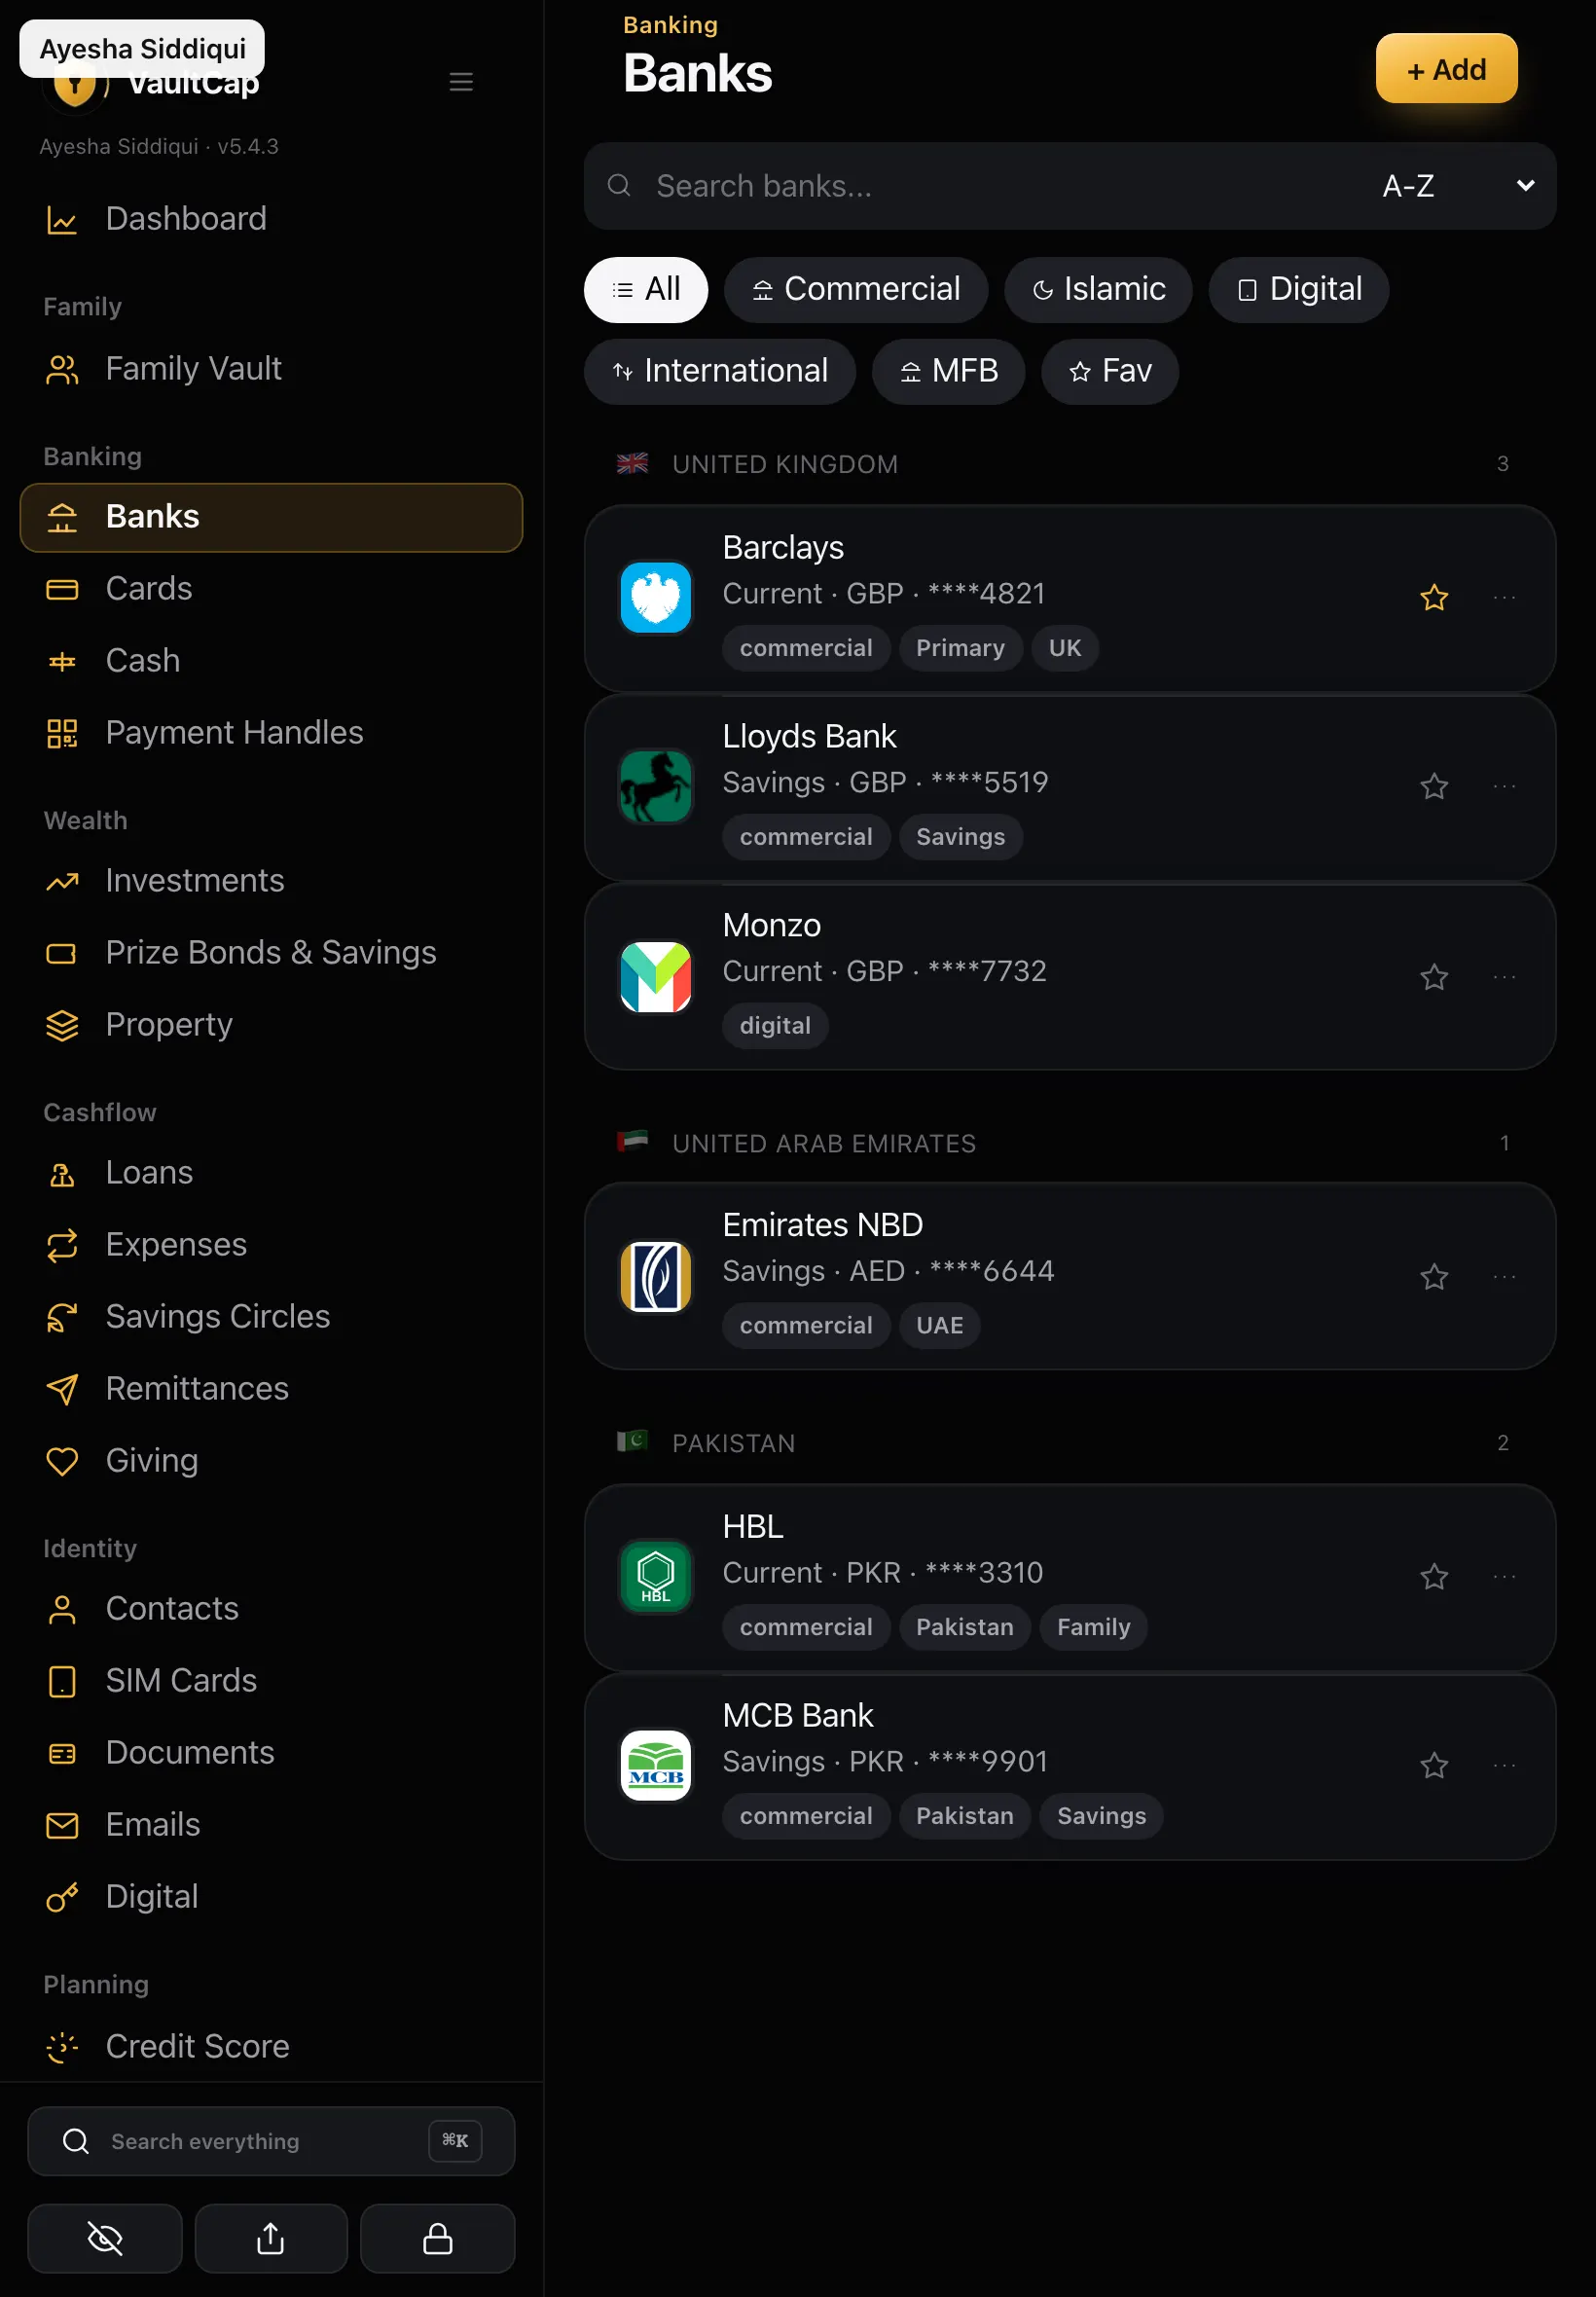 Ayesha Siddiqui
VaultCap
Ayesha Siddiqui · v5.4.3
Dashboard
Family
Family Vault
Banking
Banks
Cards
Cash
Payment Handles
Wealth
Investments
Prize Bonds & Savings
Property
Cashflow
Loans
Expenses
Savings Circles
Remittances
Giving
Identity
Contacts
SIM Cards
Documents
Emails
Digital
Planning
Credit Score
Search everything ⌘K
Banking
Banks
+ Add
Search banks... A-Z
All Commercial Islamic Digital
International MFB Fav
UNITED KINGDOM 3
Barclays
Current · GBP · ****4821
commercial Primary UK
Lloyds Bank
Savings · GBP · ****5519
commercial Savings
Monzo
Current · GBP · ****7732
digital
UNITED ARAB EMIRATES 1
Emirates NBD
Savings · AED · ****6644
commercial UAE
PAKISTAN 2
HBL
HBL
Current · PKR · ****3310
commercial Pakistan Family
MCB Bank
MCB
Savings · PKR · ****9901
commercial Pakistan Savings